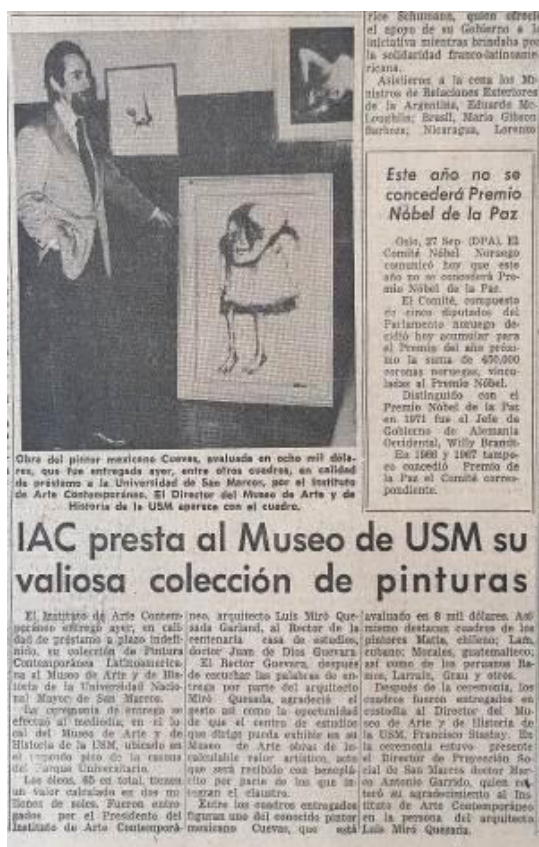 rice Schumann, quien ofreció
el apoyo de su Gobierno a la
iniciativa mientras brindaba por
la solidaridad franco-latinoame-
ricana.
Asistieron a la cena los Mi-
nistros de Relaciones Exteriores
de la Argentina, Eduardo Mc-
Loughlin; Brasil, Mario Gibson
Barboza; Nicaragua, Lorenzo
Este año no se
concederá Premio
Nóbel de la Paz
Oslo, 27 Sep (DPA). El
Comité Nóbel Noruego
comunicó hoy que este
año no se concederá Pre-
mio Nóbel de la Paz.
El Comité, compuesto
de cinco diputados del
Parlamento noruego de-
cidió hoy acumular para
el Premio del año próxi-
mo la suma de 450,000
coronas noruegas, vincu-
ladas al Premio Nóbel.
Distinguido con el
Premio Nóbel de la Paz
en 1971 fue el Jefe de
Gobierno de Alemania
Occidental, Willy Brandt.
En 1966 y 1967 tampo-
co concedió Premio de
la Paz el Comité corres-
pondiente.
Obra del pintor mexicano Cuevas, avaluada en ocho mil dóla-
res, que fue entregada ayer, entre otros cuadros, en calidad
de préstamo a la Universidad de San Marcos, por el Instituto
de Arte Contemporáneo. El Director del Museo de Arte y de
Historia de la USM aparece con el cuadro.
IAC presta al Museo de USM su
valiosa colección de pinturas
El Instituto de Arte Contem-
poráneo entregó ayer, en cali-
dad de préstamo a plazo indefi-
nido, su colección de Pintura
Contemporánea Latinoamerica-
na al Museo de Arte y de His-
toria de la Universidad Nacio-
nal Mayor de San Marcos.
La ceremonia de entrega se
efectuó al mediodía, en el lo
cal del Museo de Arte y de
Historia de la USM, ubicado en
el segundo piso de la casona
del Parque Universitario.
Los óleos, 65 en total, tienen
un valor calculado en dos mi-
llones de soles. Fueron entre-
gados por el Presidente del
Instituto de Arte Contemporá-
neo, arquitecto Luis Miró Que-
sada Garland, al Rector de la
centenaria casa de estudios,
doctor Juan de Dios Guevara.
El Rector Guevara, después
de escuchar las palabras de en-
trega por parte del arquitecto
Miró Quesada, agradeció el
gesto así como la oportunidad
de que el centro de estudios
que dirige pueda exhibir en su
Museo de Arte obras de in-
calculable valor artístico, acto
que será recibido con beneplá-
cito por parte de los que in-
tegran el claustro.
Entre los cuadros entregados
figuran uno del conocido pintor
mexicano Cuevas, que está
avaluado en 8 mil dólares. Así
mismo destacan cuadros de los
pintores Matta, chileno; Lam,
cubano; Morales, guatemalteco;
así como de los peruanos
Larraín, Grau y otros.
Después de la ceremonia, los
cuadros fueron entregados en
custodia al Director del Mu-
seo de Arte y de Historia de
la USM, Francisco Stastny. En
la ceremonia estuvo presente
el Director de Proyección So-
cial de San Marcos doctor Mar-
co Antonio Garrido, quien rei
teró su agradecimiento al Ins-
tituto de Arte Contemporáneo
en la persona del arquitecto
Luis Miró Quesada.